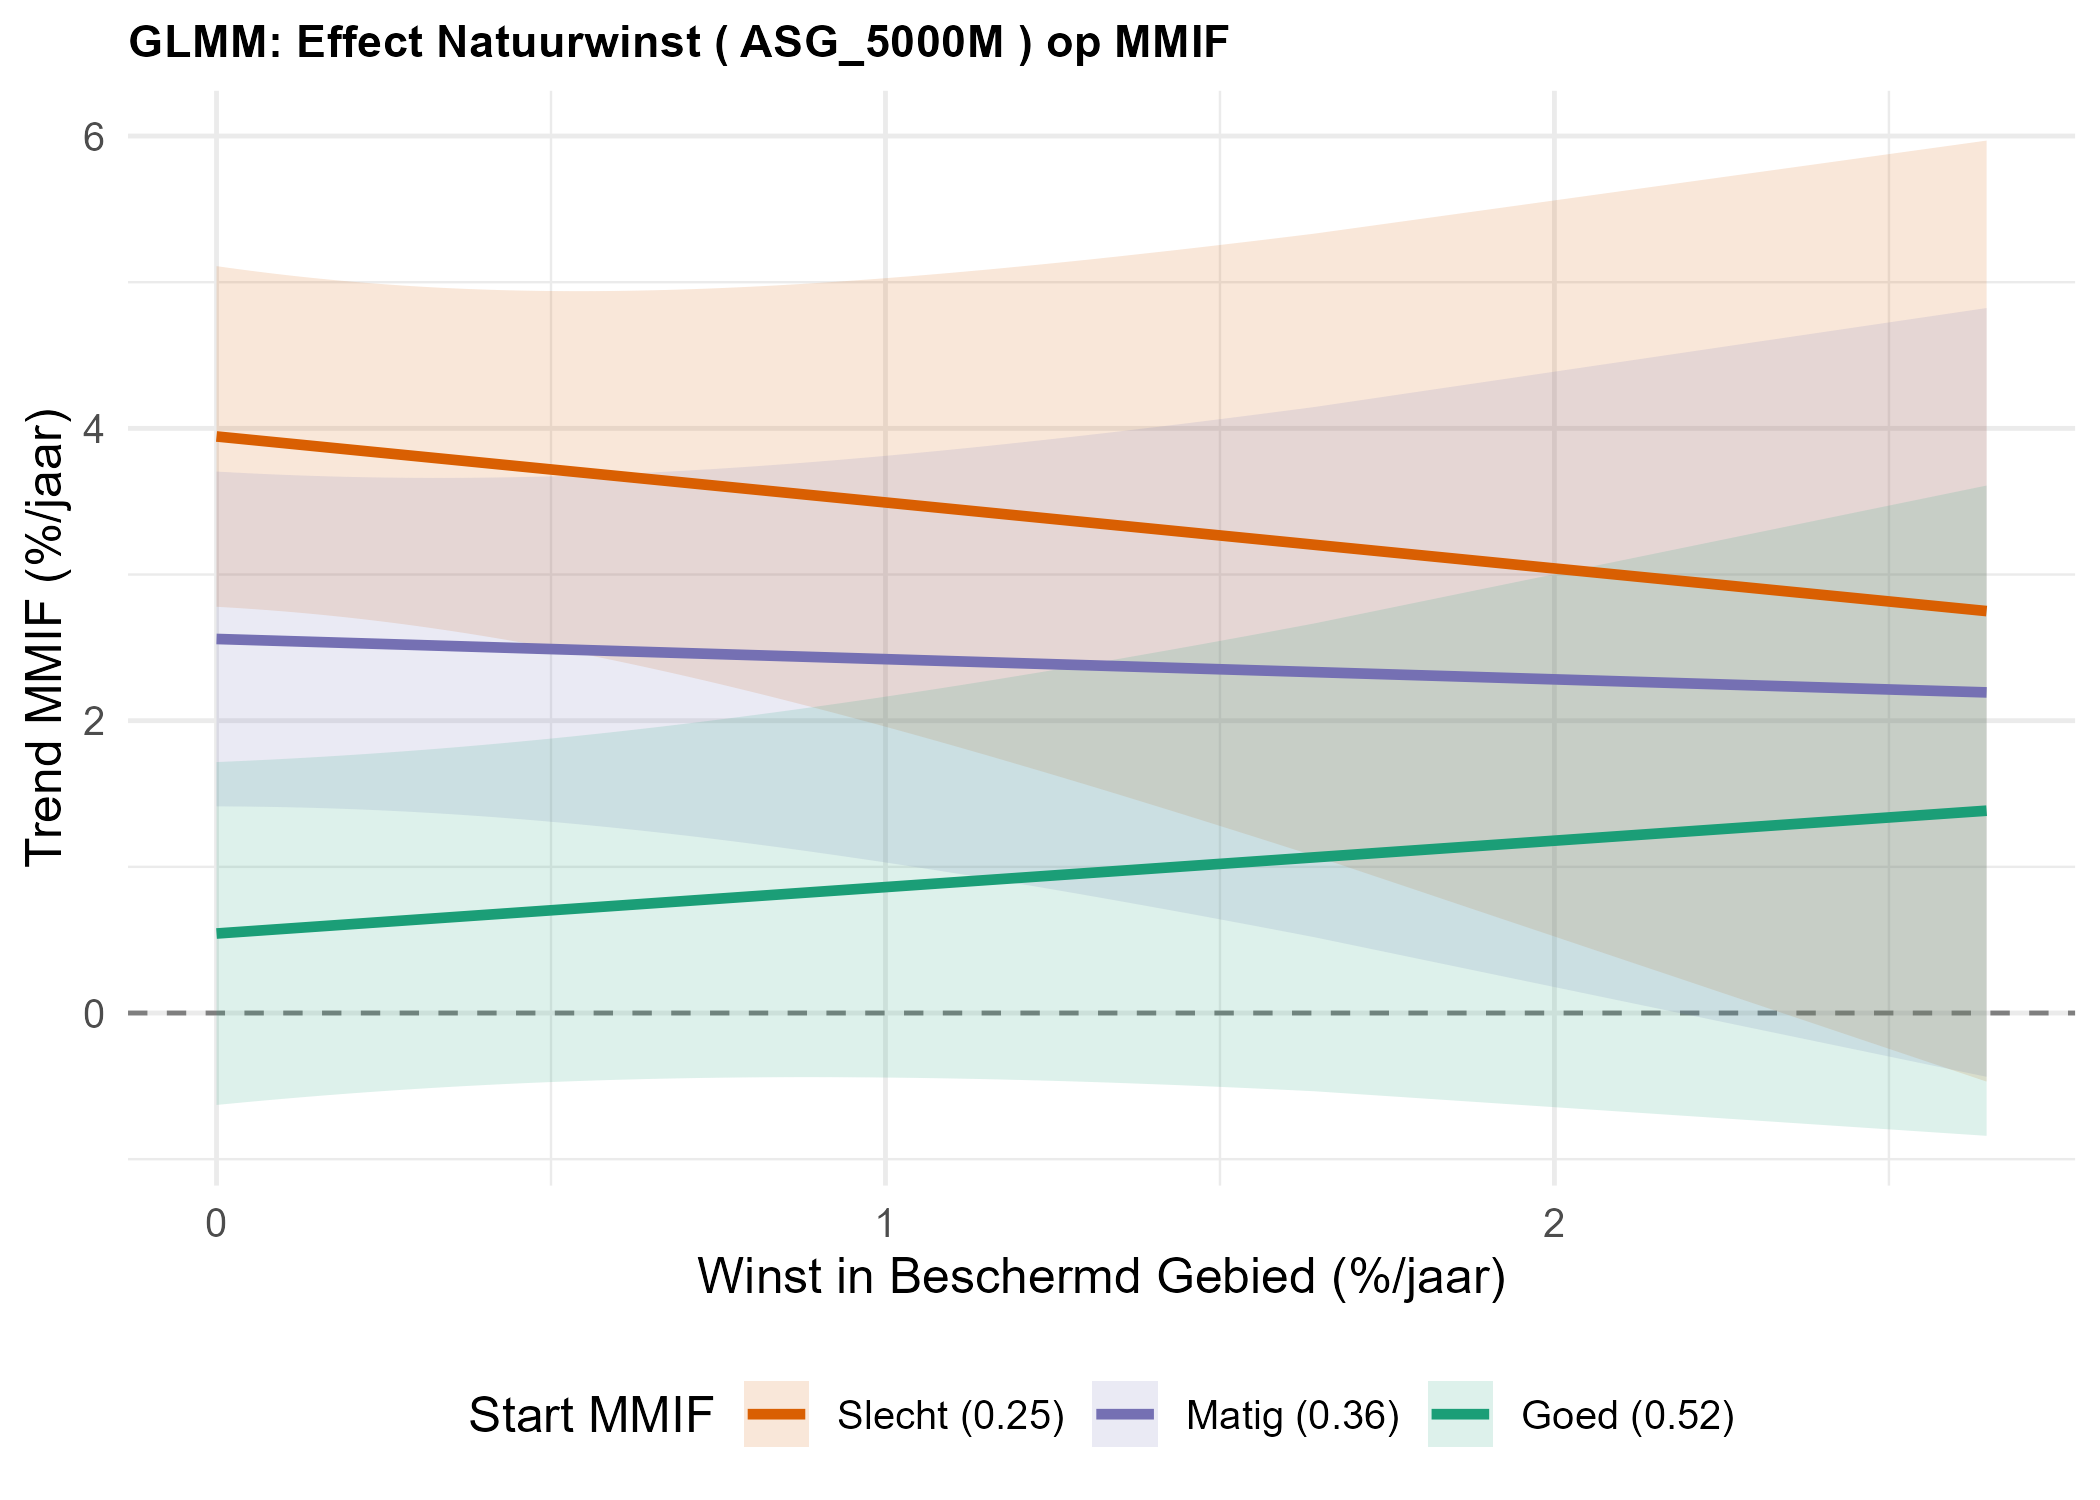 GLMM: Effect Natuurwinst ( ASG_5000M ) op MMIF
6
4
2
0
Trend MMIF (%/jaar)
0 1 2
Winst in Beschermd Gebied (%/jaar)
Start MMIF Slecht (0.25) Matig (0.36) Goed (0.52)